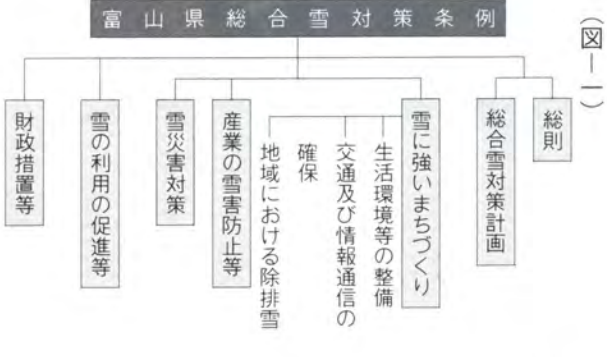 (図—一)
富山県総合雪対策条例
総則
総合雪対策計画
雪に強いまちづくり
生活環境等の整備
交通及び情報通信の
確保
地域における除排雪
産業の雪害防止等
雪災害対策
雪の利用の促進等
財政措置等